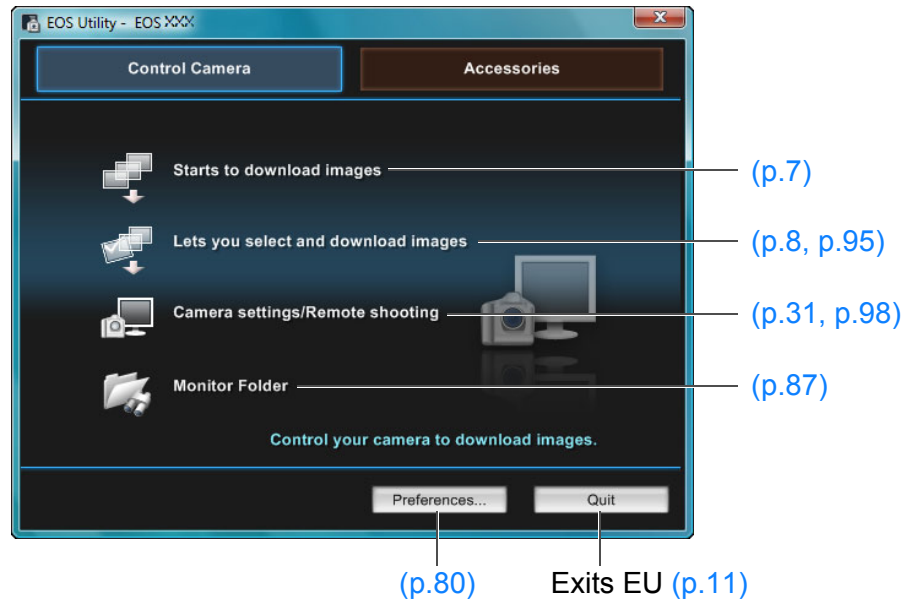 EOS Utility - EOS XXX
Control Camera
Accessories
Starts to download images
(p.7)
Lets you select and download images
(p.8, p.95)
Camera settings/Remote shooting
(p.31, p.98)
Monitor Folder
(p.87)
Control your camera to download images.
Preferences...
Quit
(p.80)
Exits EU (p.11)